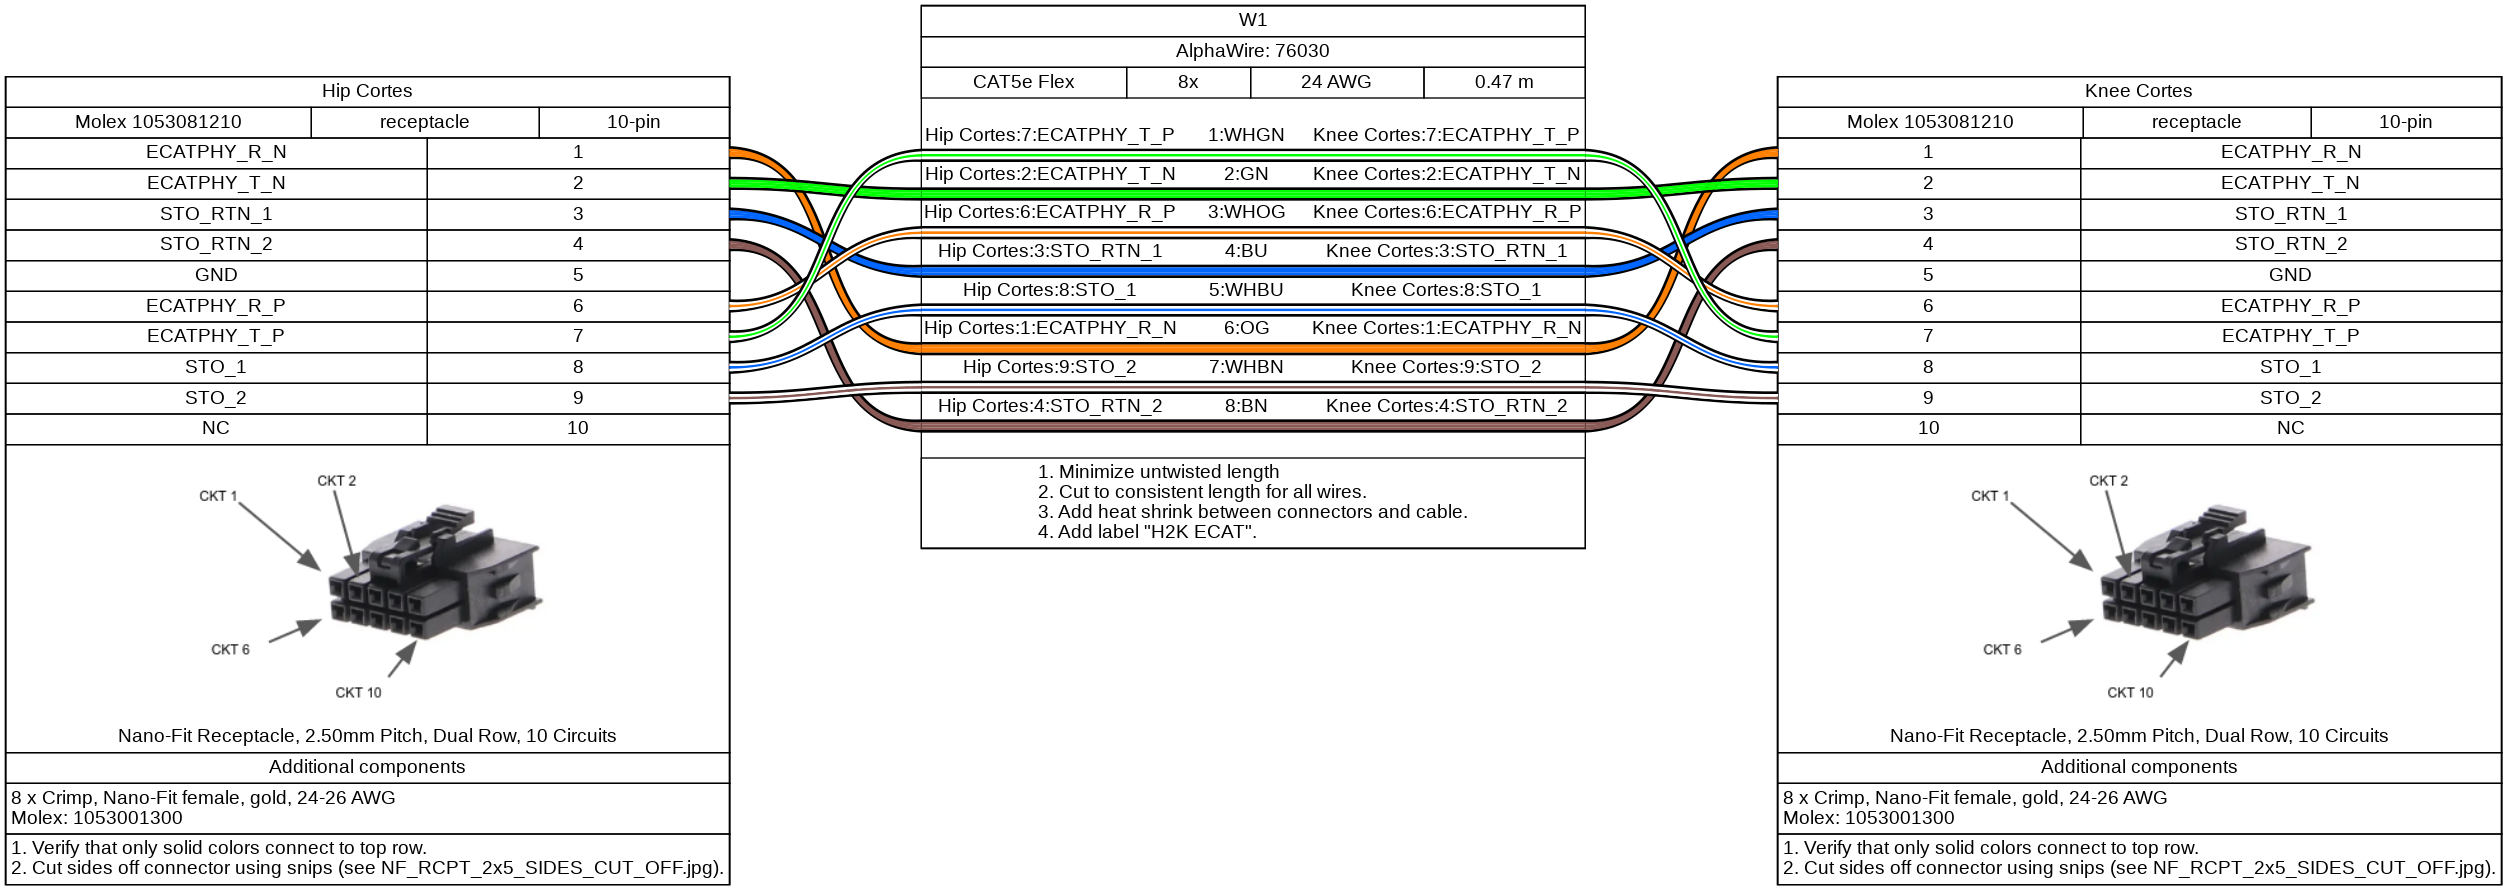 Hip Cortes
Molex 1053081210 receptacle 10-pin
ECATPHY_R_N 1
ECATPHY_T_N 2
STO_RTN_1 3
STO_RTN_2 4
GND 5
ECATPHY_R_P 6
ECATPHY_T_P 7
STO_1 8
STO_2 9
NC 10
CKT 1
CKT 2
CKT 6
CKT 10
Nano-Fit Receptacle, 2.50mm Pitch, Dual Row, 10 Circuits
Additional components
8 x Crimp, Nano-Fit female, gold, 24-26 AWG
Molex: 1053001300
1. Verify that only solid colors connect to top row.
2. Cut sides off connector using snips (see NF_RCPT_2x5_SIDES_CUT_OFF.jpg).
W1
AlphaWire: 76030
CAT5e Flex 8x 24 AWG 0.47 m
Hip Cortes:7:ECATPHY_T_P 1:WHGN Knee Cortes:7:ECATPHY_T_P
Hip Cortes:2:ECATPHY_T_N 2:GN Knee Cortes:2:ECATPHY_T_N
Hip Cortes:6:ECATPHY_R_P 3:WHOG Knee Cortes:6:ECATPHY_R_P
Hip Cortes:3:STO_RTN_1 4:BU Knee Cortes:3:STO_RTN_1
Hip Cortes:8:STO_1 5:WHBU Knee Cortes:8:STO_1
Hip Cortes:1:ECATPHY_R_N 6:OG Knee Cortes:1:ECATPHY_R_N
Hip Cortes:9:STO_2 7:WHBN Knee Cortes:9:STO_2
Hip Cortes:4:STO_RTN_2 8:BN Knee Cortes:4:STO_RTN_2
1. Minimize untwisted length
2. Cut to consistent length for all wires.
3. Add heat shrink between connectors and cable.
4. Add label "H2K ECAT".
Knee Cortes
Molex 1053081210 receptacle 10-pin
1 ECATPHY_R_N
2 ECATPHY_T_N
3 STO_RTN_1
4 STO_RTN_2
5 GND
6 ECATPHY_R_P
7 ECATPHY_T_P
8 STO_1
9 STO_2
10 NC
CKT 1
CKT 2
CKT 6
CKT 10
Nano-Fit Receptacle, 2.50mm Pitch, Dual Row, 10 Circuits
Additional components
8 x Crimp, Nano-Fit female, gold, 24-26 AWG
Molex: 1053001300
1. Verify that only solid colors connect to top row.
2. Cut sides off connector using snips (see NF_RCPT_2x5_SIDES_CUT_OFF.jpg).